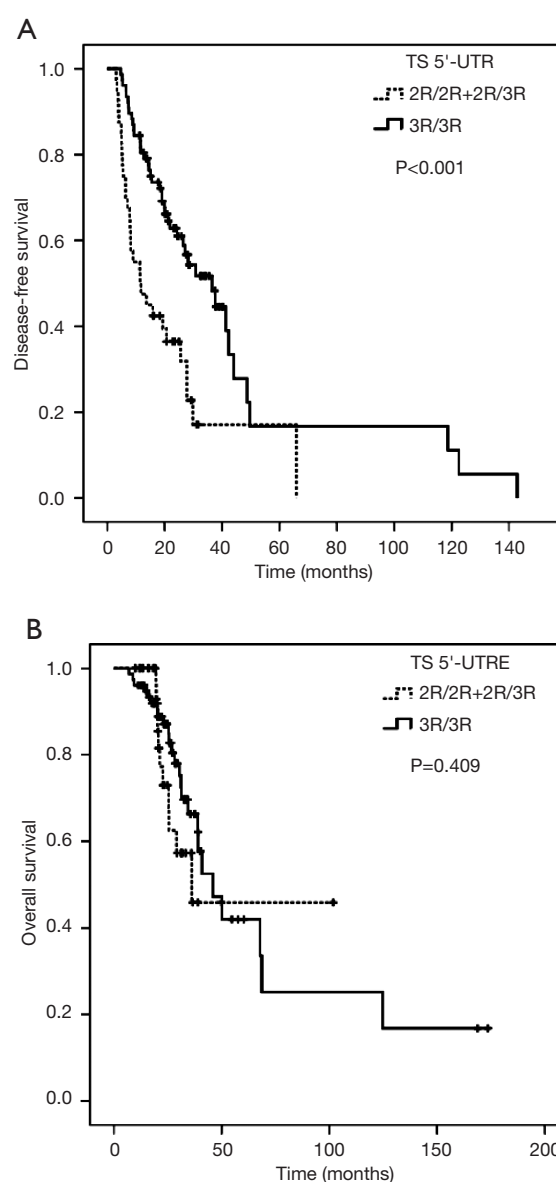 A
TS 5'-UTR
2R/2R+2R/3R
3R/3R
P<0.001
1.0
0.8
0.6
0.4
0.2
0.0
Disease-free survival
0 20 40 60 80 100 120 140
Time (months)
B
TS 5'-UTRE
2R/2R+2R/3R
3R/3R
P=0.409
1.0
0.8
0.6
0.4
0.2
0.0
Overall survival
0 50 100 150 200
Time (months)